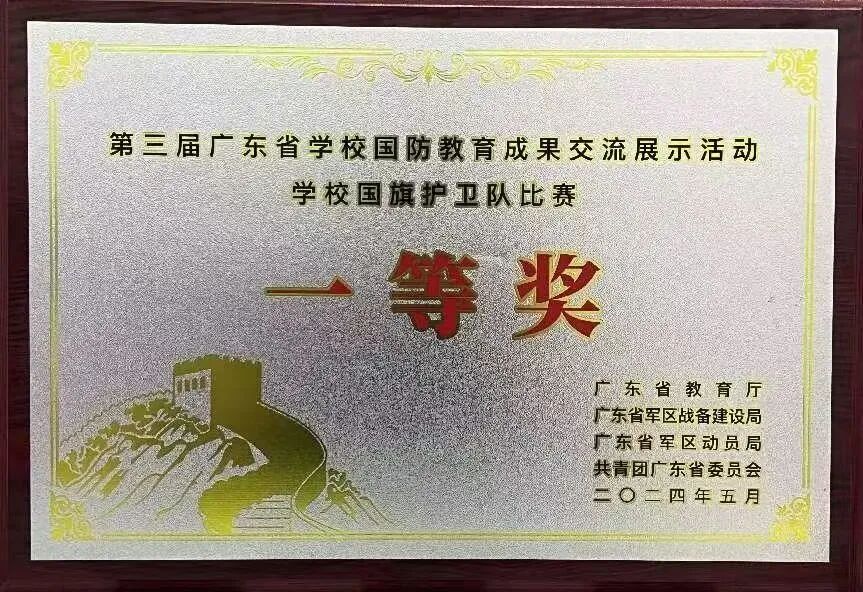 第三届广东省学校国防教育成果交流展示活动
学校国旗护卫队比赛
一等奖
广东省教育厅
广东省军区战备建设局
广东省军区动员局
共青团广东省委员会
二〇二四年五月